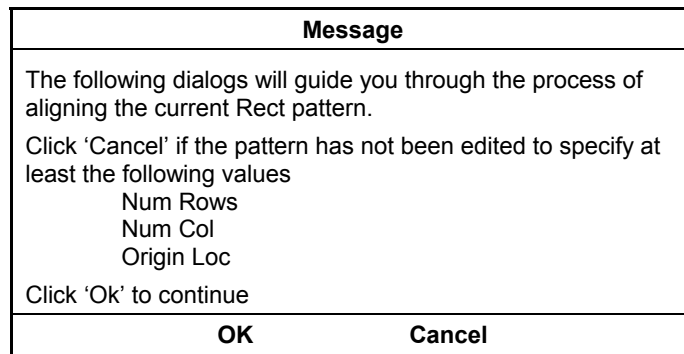 Message
The following dialogs will guide you through the process of
aligning the current Rect pattern.
Click ‘Cancel’ if the pattern has not been edited to specify at
least the following values
Num Rows
Num Col
Origin Loc
Click ‘Ok’ to continue
OK Cancel